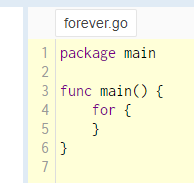 forever.go
1 package main
2
3 func main() {
4     for {
5     }
6 }
7